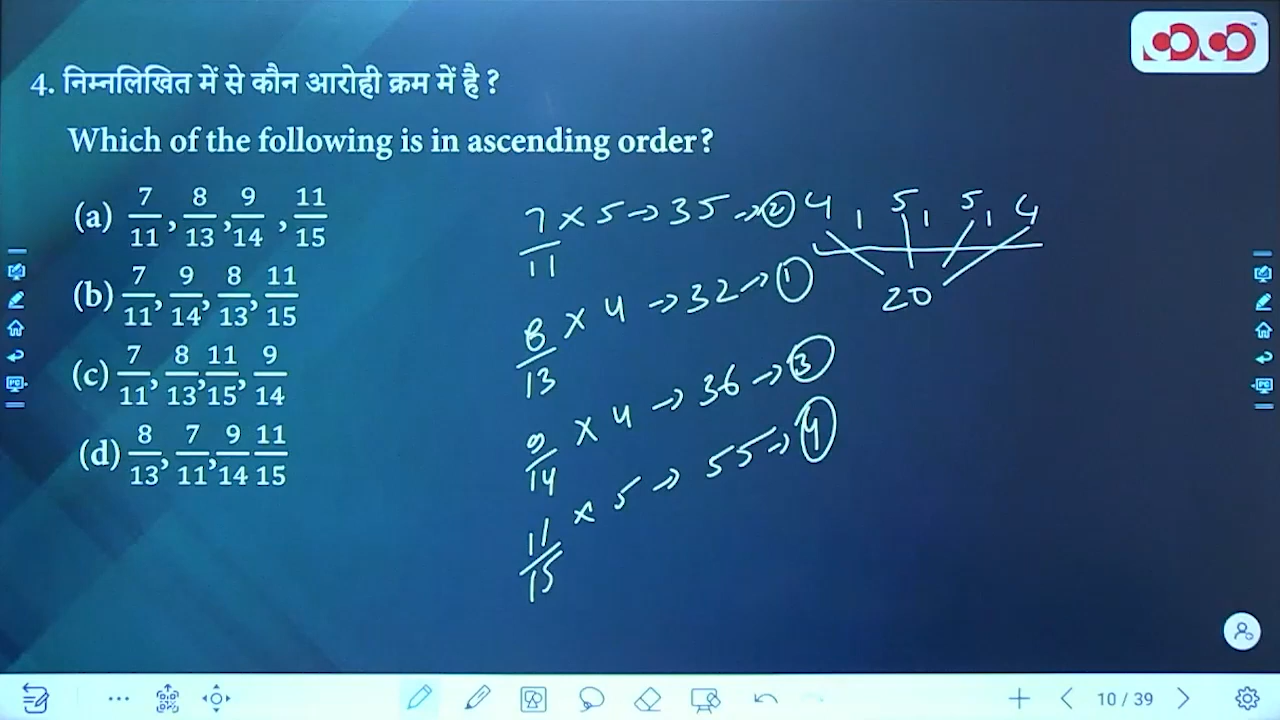 4. निम्नलिखित में से कौन आरोही क्रम में है ?
Which of the following is in ascending order?
(a) 7/11, 8/13, 9/14, 11/15
(b) 7/11, 9/14, 8/13, 11/15
(c) 7/11, 8/13, 11/15, 9/14
(d) 8/13, 7/11, 9/14 11/15
7/11 × 5 → 35 → 2
8/13 × 4 → 32 → 1
9/14 × 4 → 36 → 3
11/15 × 5 → 55 → 4
4 1 5 1 5 1 4
20
PC
PC
10 / 39